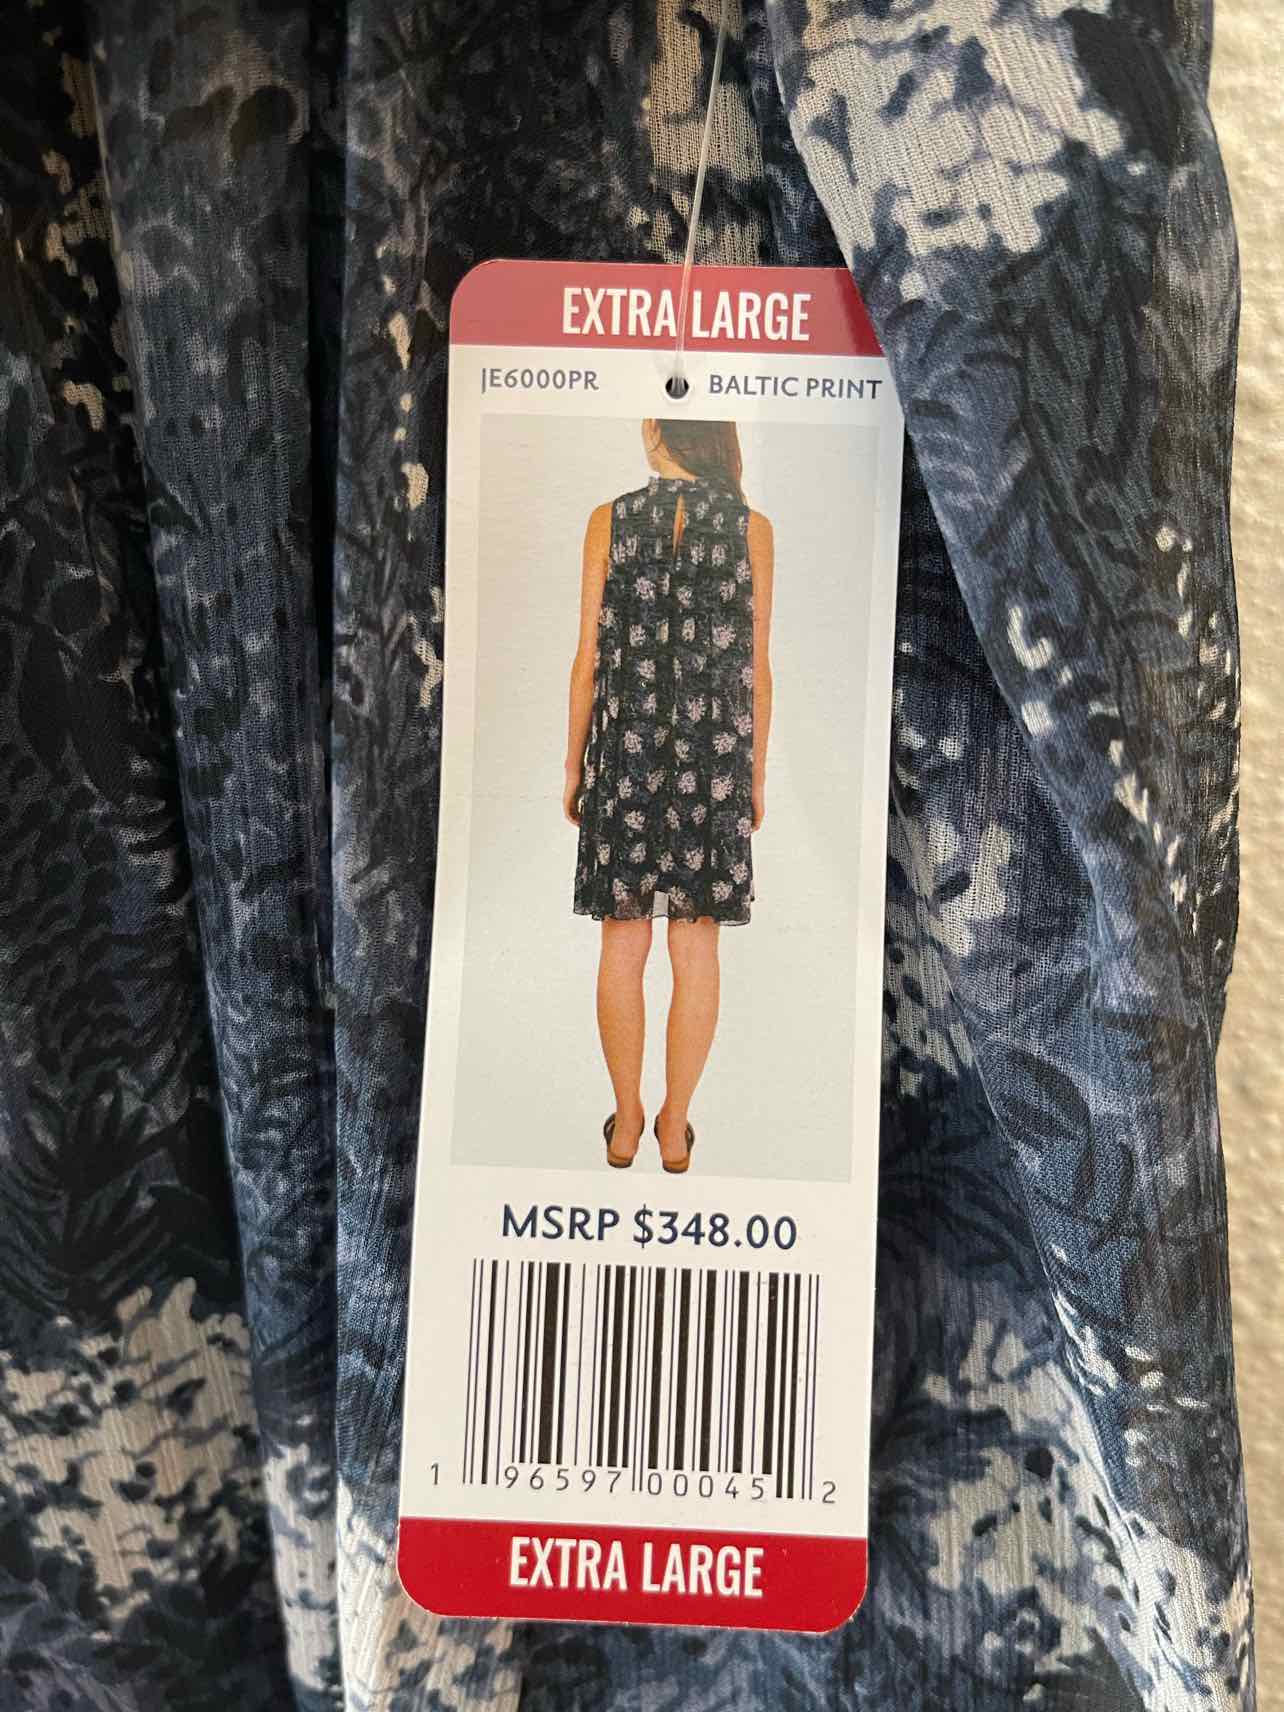 EXTRA LARGE
JE6000PR BALTIC PRINT
MSRP $348.00
1 96597 00045 2
EXTRA LARGE